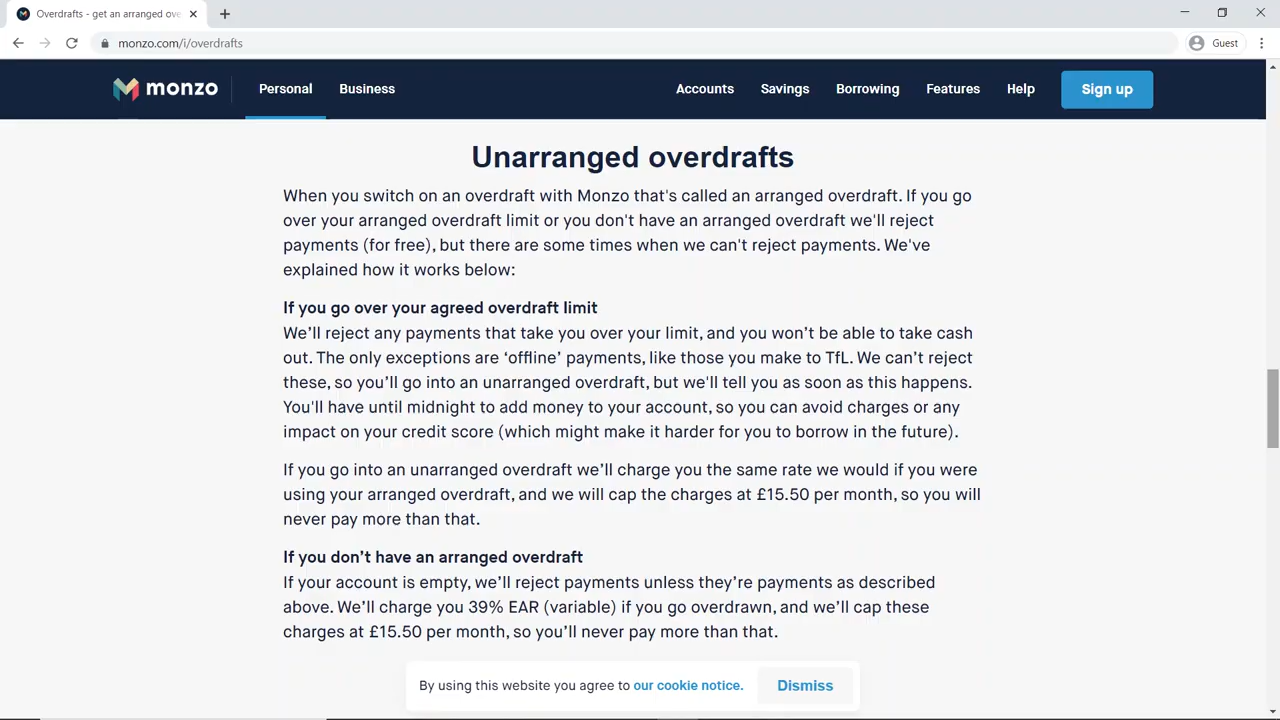 Overdrafts - get an arranged ove
monzo.com/i/overdrafts
Guest
monzo
Personal
Business
Accounts
Savings
Borrowing
Features
Help
Sign up
Unarranged overdrafts
When you switch on an overdraft with Monzo that's called an arranged overdraft. If you go
over your arranged overdraft limit or you don't have an arranged overdraft we'll reject
payments (for free), but there are some times when we can't reject payments. We've
explained how it works below:
If you go over your agreed overdraft limit
We’ll reject any payments that take you over your limit, and you won’t be able to take cash
out. The only exceptions are ‘offline’ payments, like those you make to TfL. We can’t reject
these, so you’ll go into an unarranged overdraft, but we'll tell you as soon as this happens.
You'll have until midnight to add money to your account, so you can avoid charges or any
impact on your credit score (which might make it harder for you to borrow in the future).
If you go into an unarranged overdraft we’ll charge you the same rate we would if you were
using your arranged overdraft, and we will cap the charges at £15.50 per month, so you will
never pay more than that.
If you don’t have an arranged overdraft
If your account is empty, we’ll reject payments unless they’re payments as described
above. We’ll charge you 39% EAR (variable) if you go overdrawn, and we’ll cap these
charges at £15.50 per month, so you’ll never pay more than that.
By using this website you agree to our cookie notice.
Dismiss